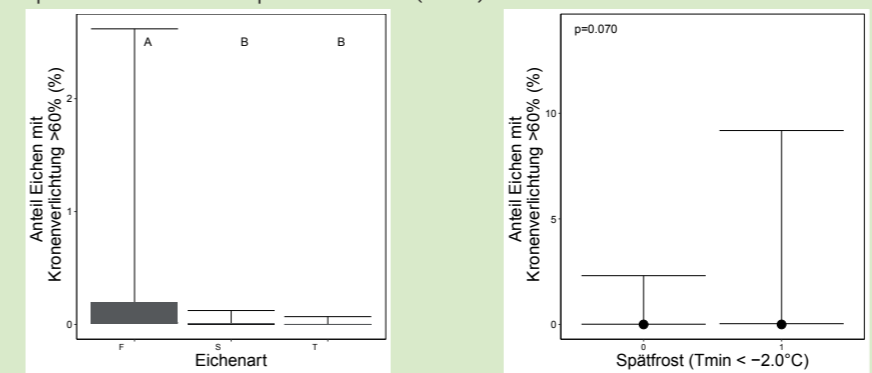 A B B
Anteil Eichen mit
Kronenverlichtung >60% (%)
2
1
0
F S T
Eichenart
p=0.070
Anteil Eichen mit
Kronenverlichtung >60% (%)
10
5
0
0 1
Spätfrost (Tmin < −2.0°C)